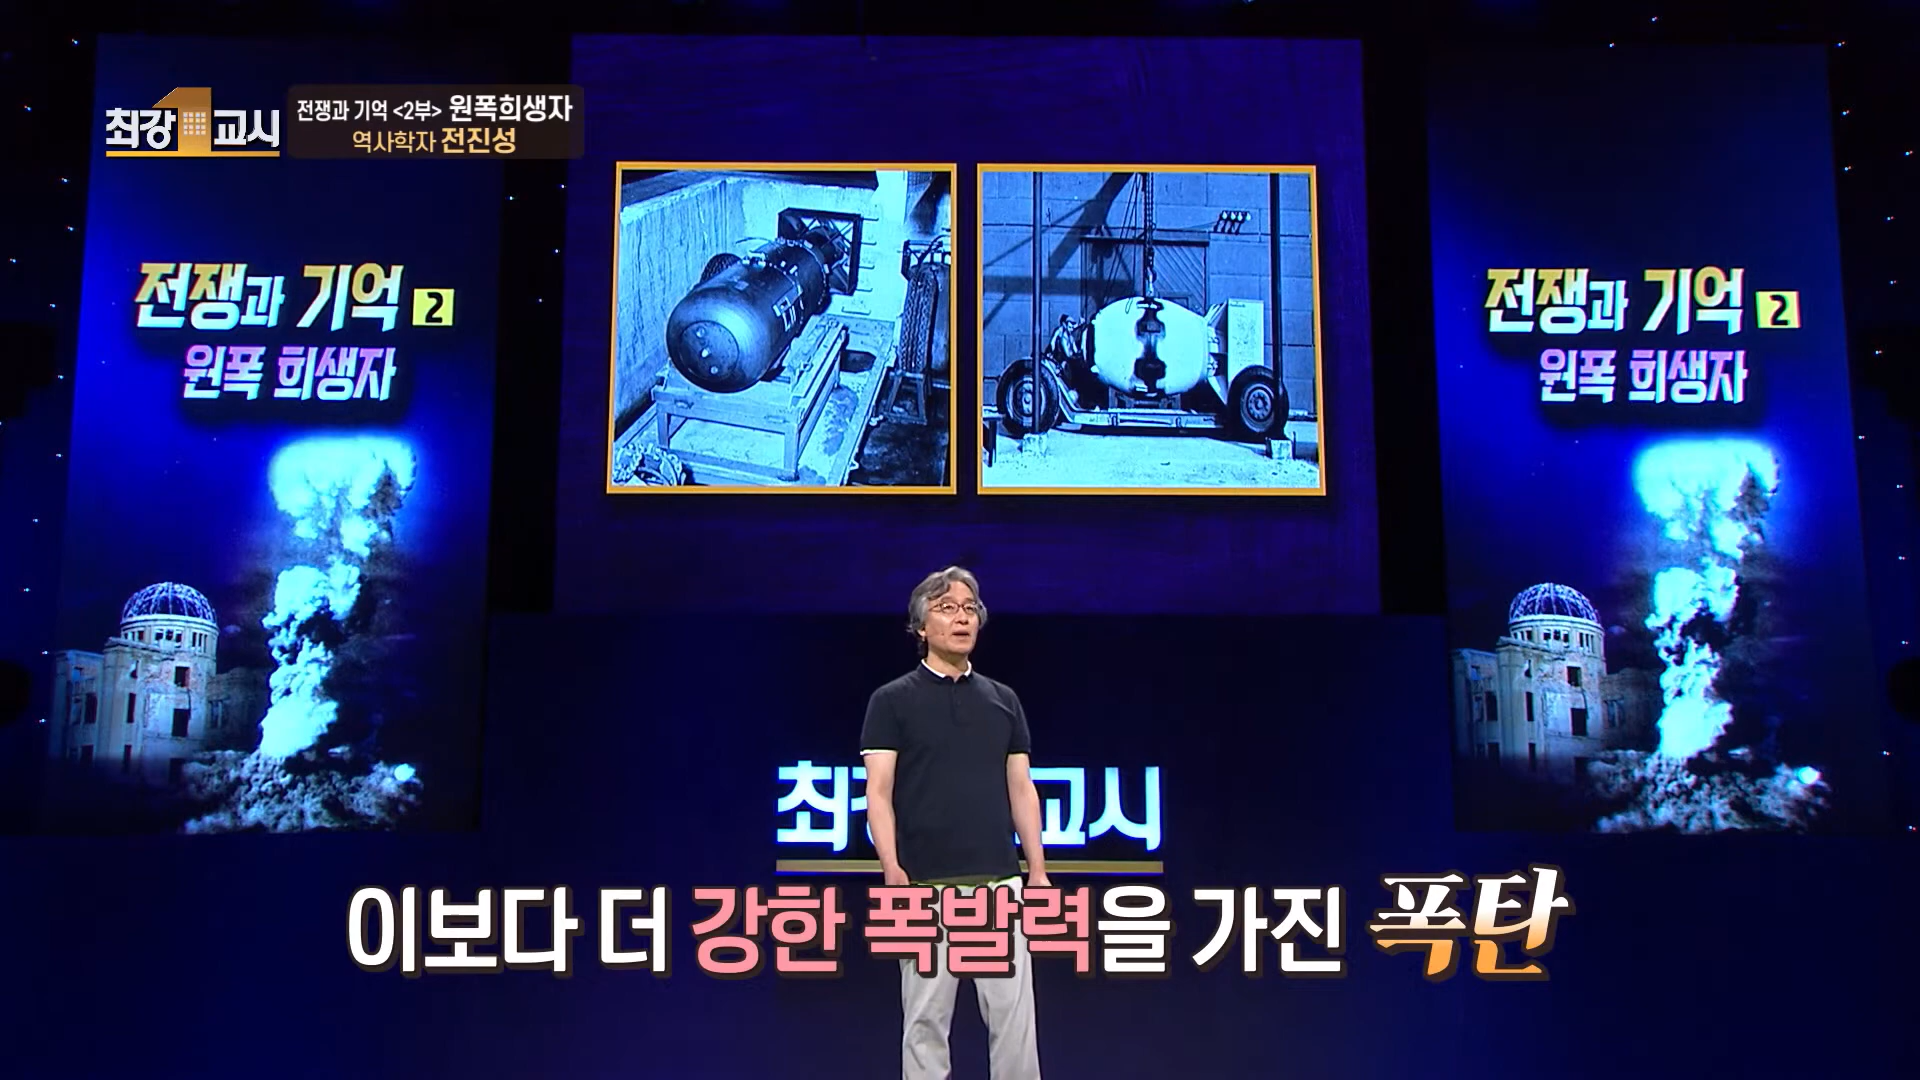 최강1교시
전쟁과 기억 <2부> 원폭희생자
역사학자 전진성
전쟁과 기억 2
원폭 희생자
전쟁과 기억 2
원폭 희생자
최강 교시
이보다 더 강한 폭발력을 가진 폭탄